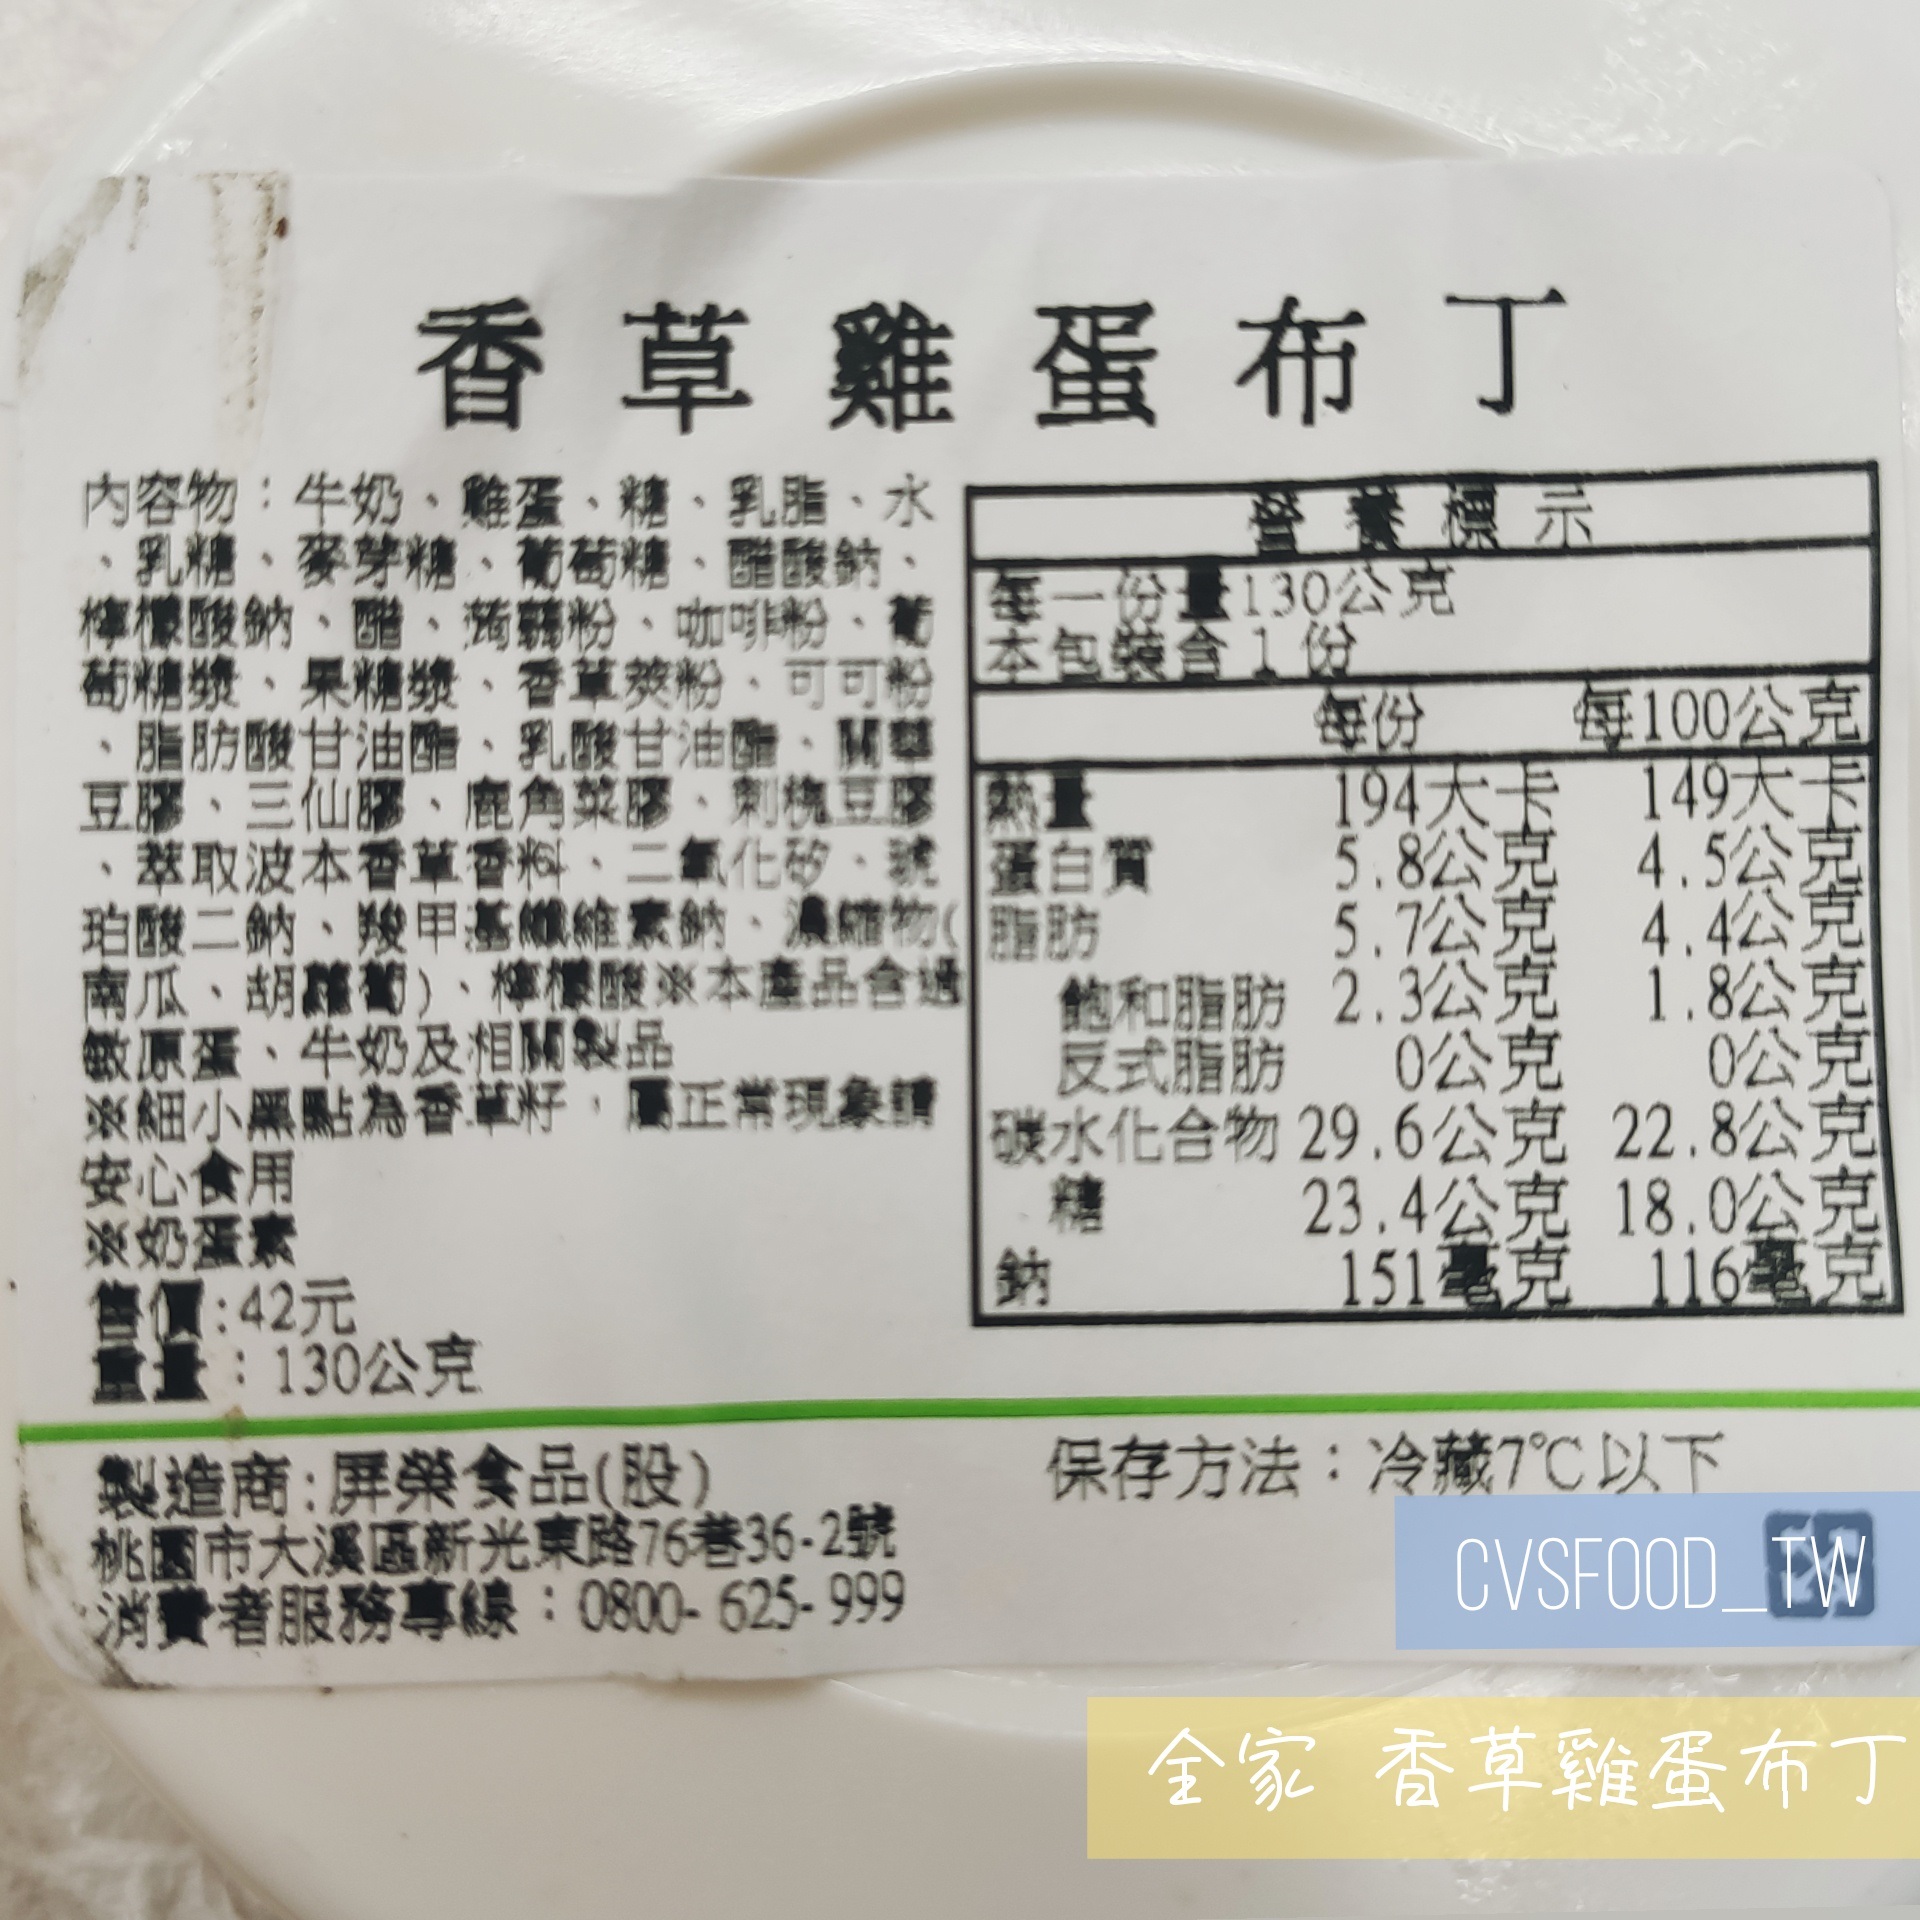 香草雞蛋布丁
內容物：牛奶、雞蛋、糖、乳脂、水
、乳糖、麥芽糖、葡萄糖、醋酸鈉、
檸檬酸鈉、醋、蒟蒻粉、咖啡粉、葡
萄糖漿、果糖漿、香草莢粉、可可粉
、脂肪酸甘油酯、乳酸甘油酯、關華
豆膠、三仙膠、鹿角菜膠、刺槐豆膠
、萃取波本香草香料、二氧化矽、琥
珀酸二鈉、羧甲基纖維素鈉、濃縮物(
南瓜、胡蘿蔔)、檸檬酸※本產品含過
敏原蛋、牛奶及相關製品
※細小黑點為香草籽，屬正常現象請
安心食用
※奶蛋素
售價:42元
重量：130公克
營養標示
每一份量130公克
本包裝含 1 份
每份 每100公克
熱量 194大卡 149大卡
蛋白質 5.8公克 4.5公克
脂肪 5.7公克 4.4公克
飽和脂肪 2.3公克 1.8公克
反式脂肪 0公克 0公克
碳水化合物 29.6公克 22.8公克
糖 23.4公克 18.0公克
鈉 151毫克 116毫克
製造商:屏榮食品(股)
桃園市大溪區新光東路76巷36-2號
消費者服務專線：0800-625-999
保存方法：冷藏7℃以下
CVSFOOD_TW
全家 香草雞蛋布丁